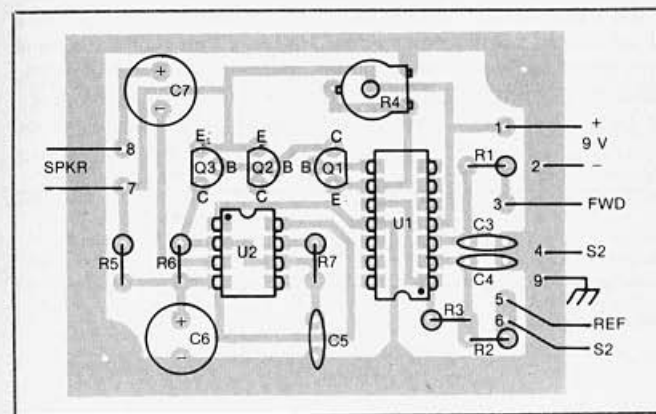 +
C7
−
R4
8
SPKR
7
E E C
Q3 B Q2 B B Q1
C C E
1 +
9 V
R1 2 −
3 FWD
U1
U2
C3
4 S2
C4
R5 R6 R7
9
5
REF
R3 6
S2
R2
+
C6
−
C5